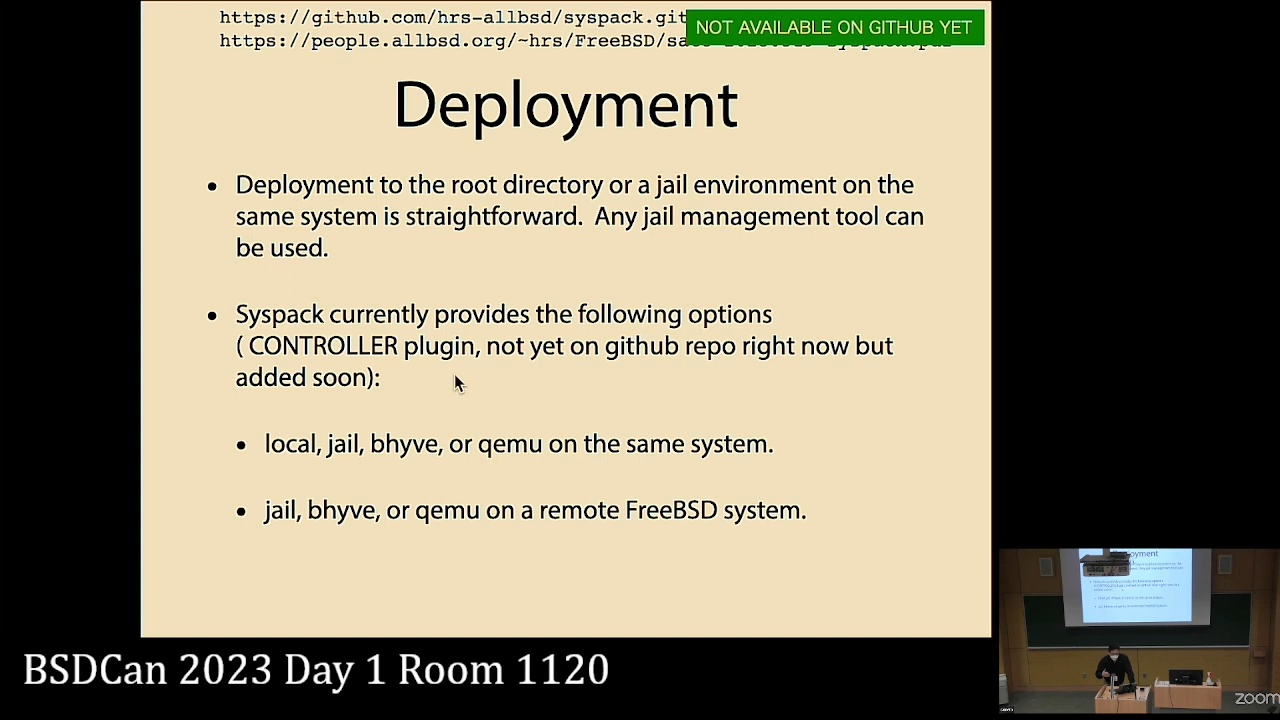 https://github.com/hrs-allbsd/syspack.git
NOT AVAILABLE ON GITHUB YET
https://people.allbsd.org/~hrs/FreeBSD/
Deployment
• Deployment to the root directory or a jail environment on the
same system is straightforward. Any jail management tool can
be used.
• Syspack currently provides the following options
( CONTROLLER plugin, not yet on github repo right now but
added soon):
• local, jail, bhyve, or qemu on the same system.
• jail, bhyve, or qemu on a remote FreeBSD system.
BSDCan 2023 Day 1 Room 1120
zoom